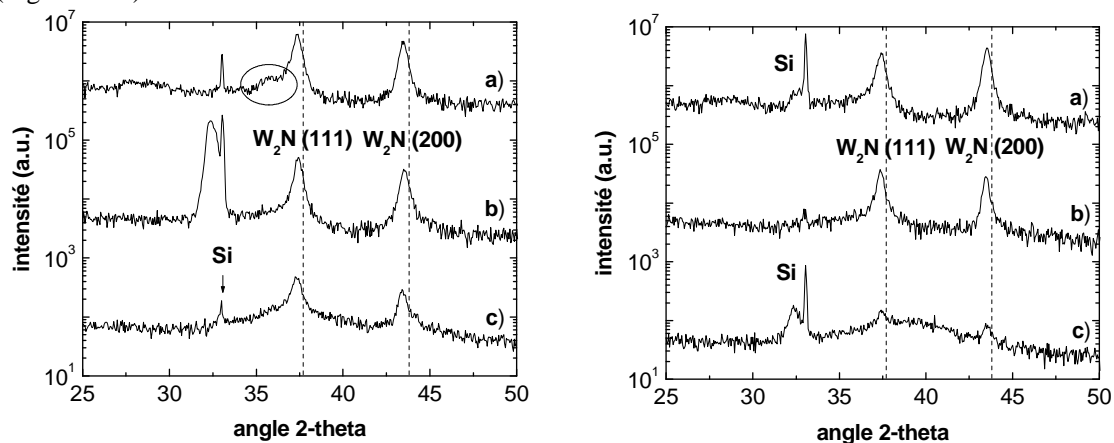 10⁷
10⁵
10³
10¹
intensité (a.u.)
Si
a)
W₂N (111) W₂N (200)
b)
Si
c)
25 30 35 40 45 50
angle 2-theta
10⁷
10⁵
10³
10¹
intensité (a.u.)
Si
a)
W₂N (111) W₂N (200)
b)
Si
c)
25 30 35 40 45 50
angle 2-theta